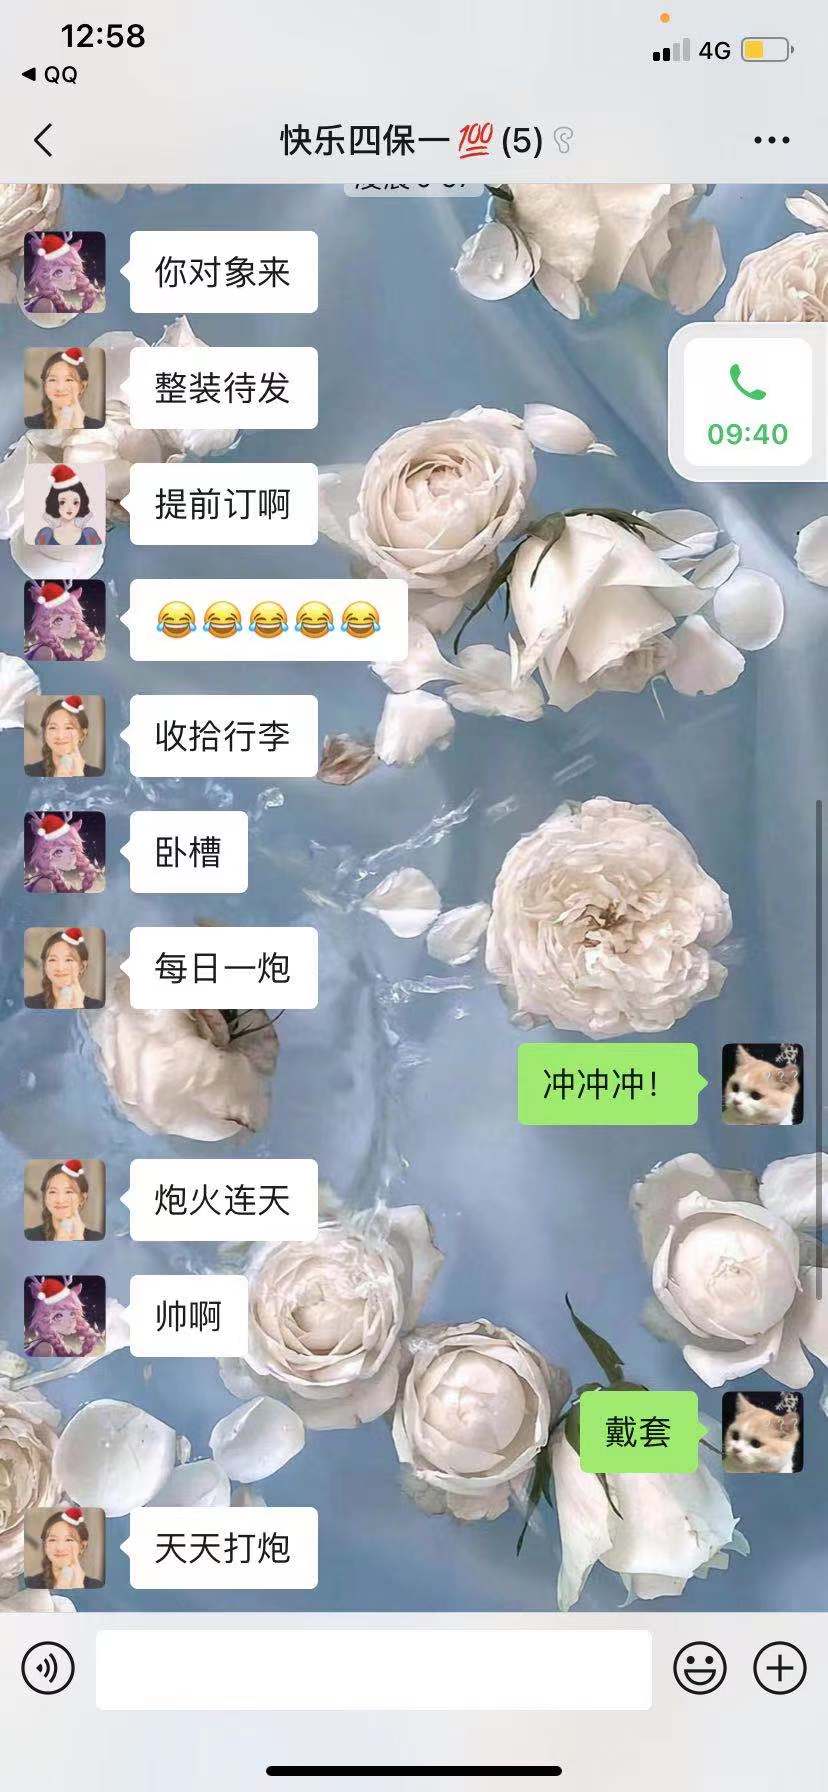 12:58
4G
◀ QQ
快乐四保一💯(5)
你对象来
整装待发
09:40
提前订啊
😂😂😂😂😂
收拾行李
卧槽
每日一炮
冲冲冲！
炮火连天
帅啊
戴套
天天打炮